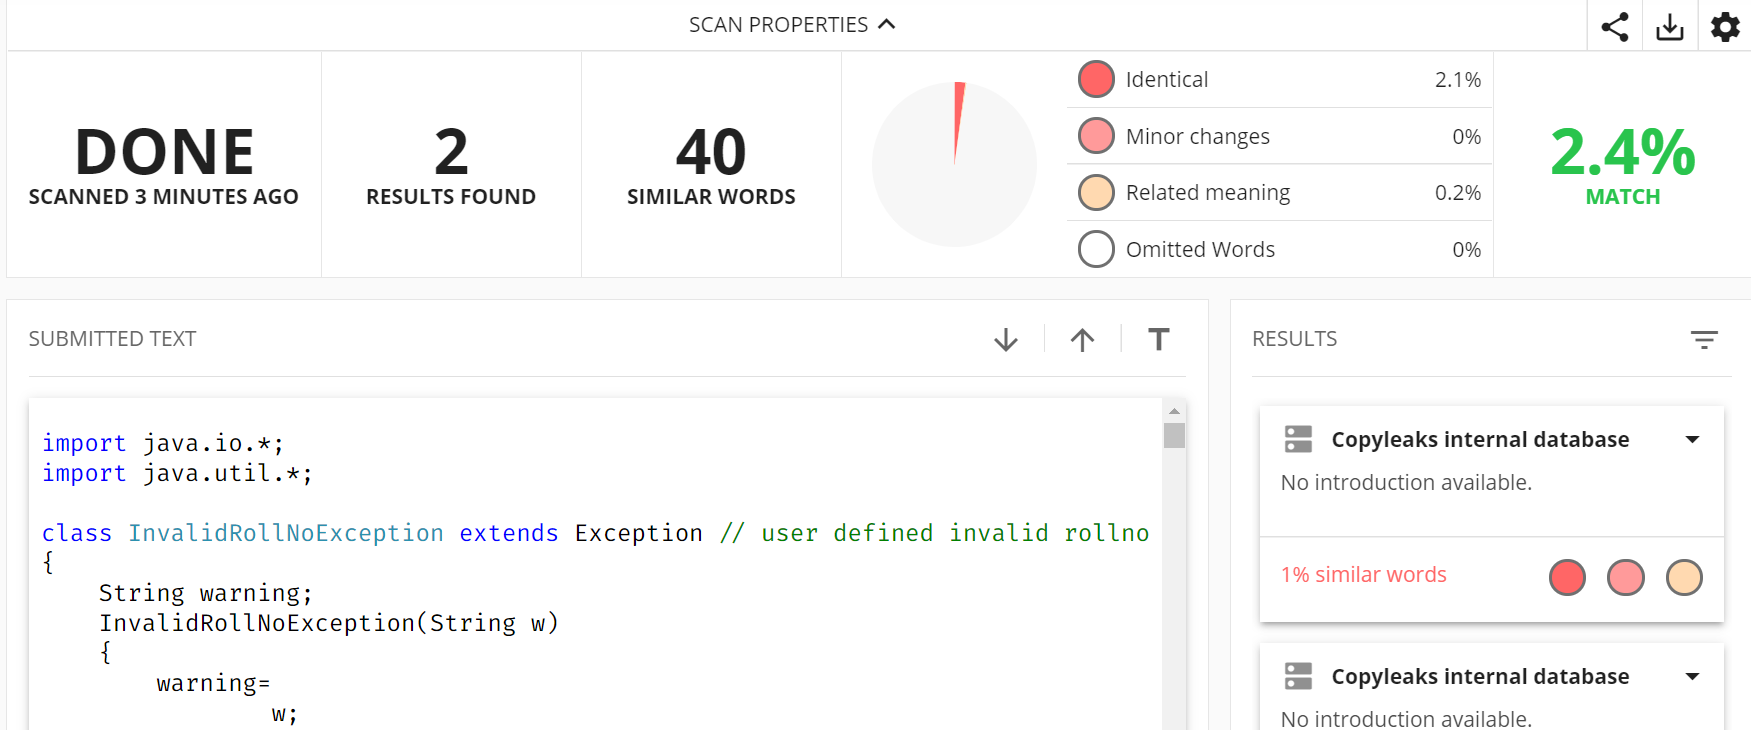 SCAN PROPERTIES
DONE
SCANNED 3 MINUTES AGO
2
RESULTS FOUND
40
SIMILAR WORDS
Identical 2.1%
Minor changes 0%
Related meaning 0.2%
Omitted Words 0%
2.4%
MATCH
SUBMITTED TEXT
T
import java.io.*;
import java.util.*;
class InvalidRollNoException extends Exception // user defined invalid rollno
{
String warning;
InvalidRollNoException(String w)
{
warning=
w;
RESULTS
Copyleaks internal database
No introduction available.
1% similar words
Copyleaks internal database
No introduction available.